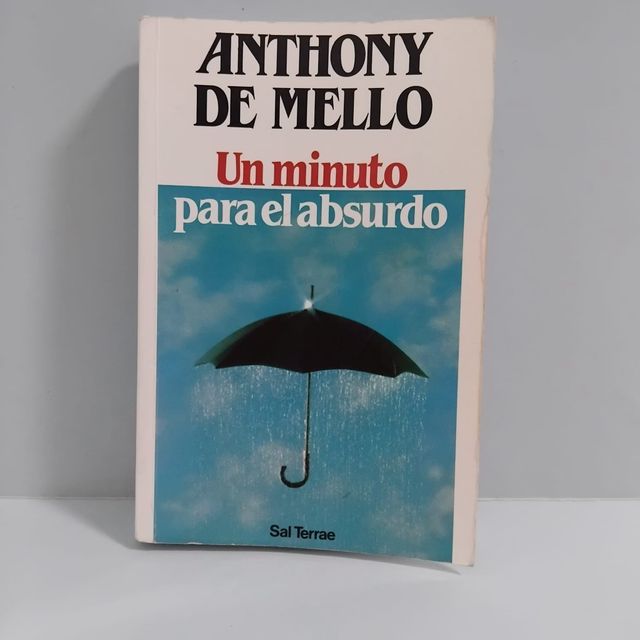 ANTHONY
DE MELLO
Un minuto
para el absurdo
Sal Terrae